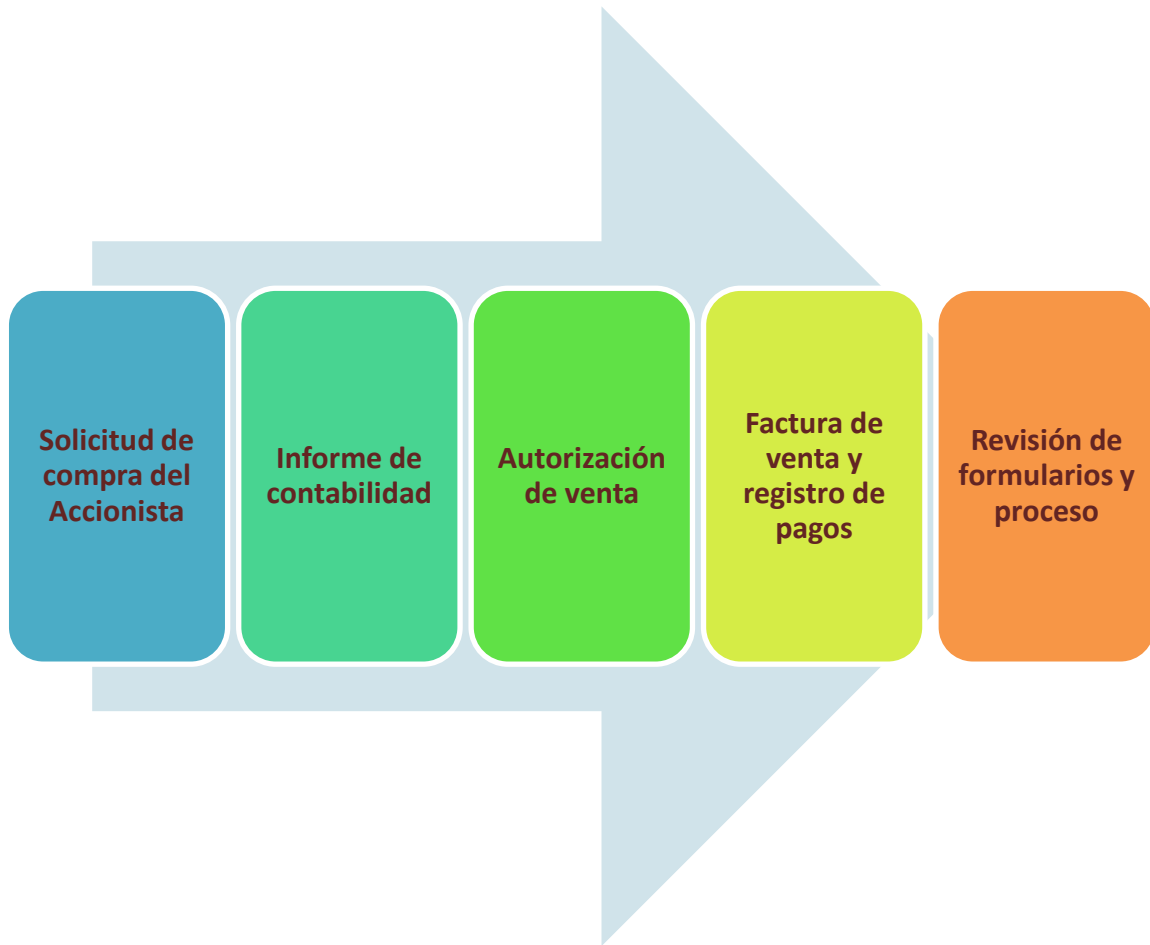 Solicitud de
compra del
Accionista
Informe de
contabilidad
Autorización
de venta
Factura de
venta y
registro de
pagos
Revisión de
formularios y
proceso